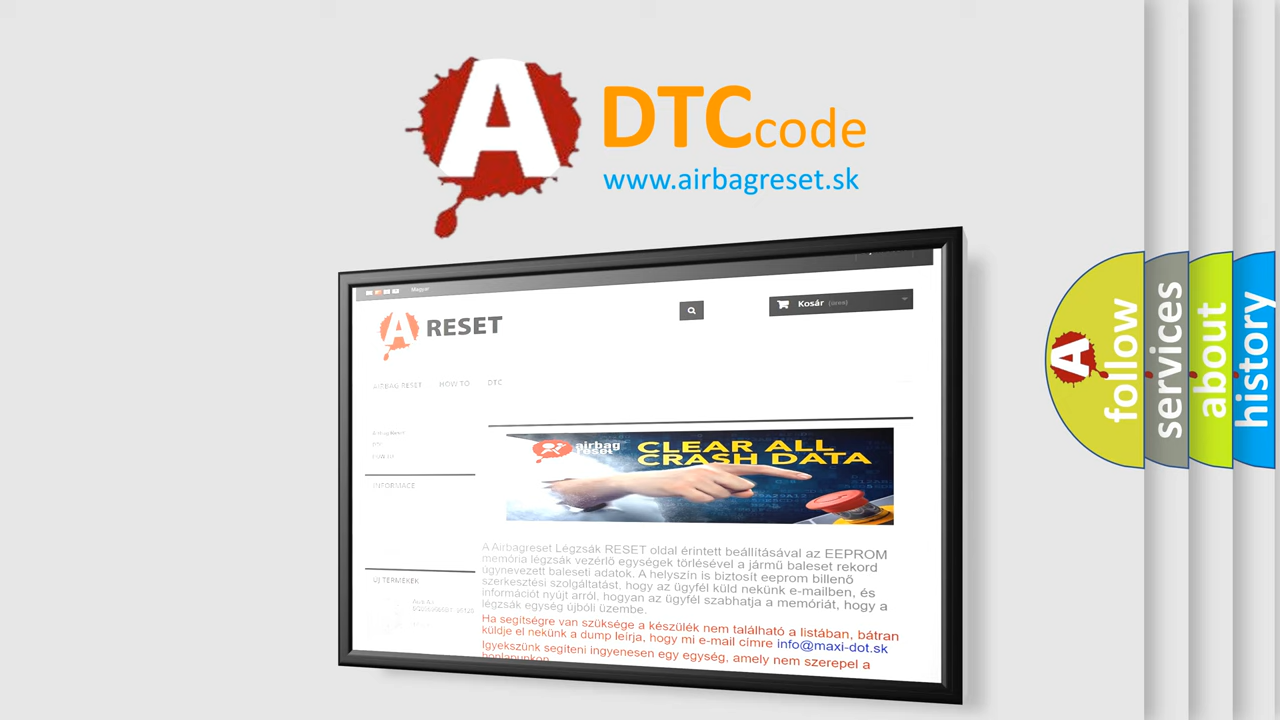 A
DTC code
www.airbagreset.sk
Magyar
A RESET
Kosár (üres)
AIRBAG RESET HOW TO DTC
INFORMACE
airbag
reset
CLEAR ALL
CRASH DATA
ÚJ TERMÉKEK
A Airbagreset Légzsák RESET oldal érintett beállításával az EEPROM
memória légzsák vezérlő egységek törlésével a jármű baleset rekord
úgynevezett baleseti adatok. A helyszín is biztosít eeprom billenő
szerkesztési szolgáltatást, hogy az ügyfél küld nekünk e-mailben, és
információt nyújt arról, hogyan az ügyfél szabhatja a memóriát, hogy a
légzsák egység újbóli üzembe.
Ha segítségre van szüksége a készülék nem található a listában, bátran
küldje el nekünk a dump leírja, hogy mi e-mail címre info@maxi-dot.sk
Igyekszünk segíteni ingyenesen egy egység, amely nem szerepel a
honlapunkon
A
follow
services
about
history